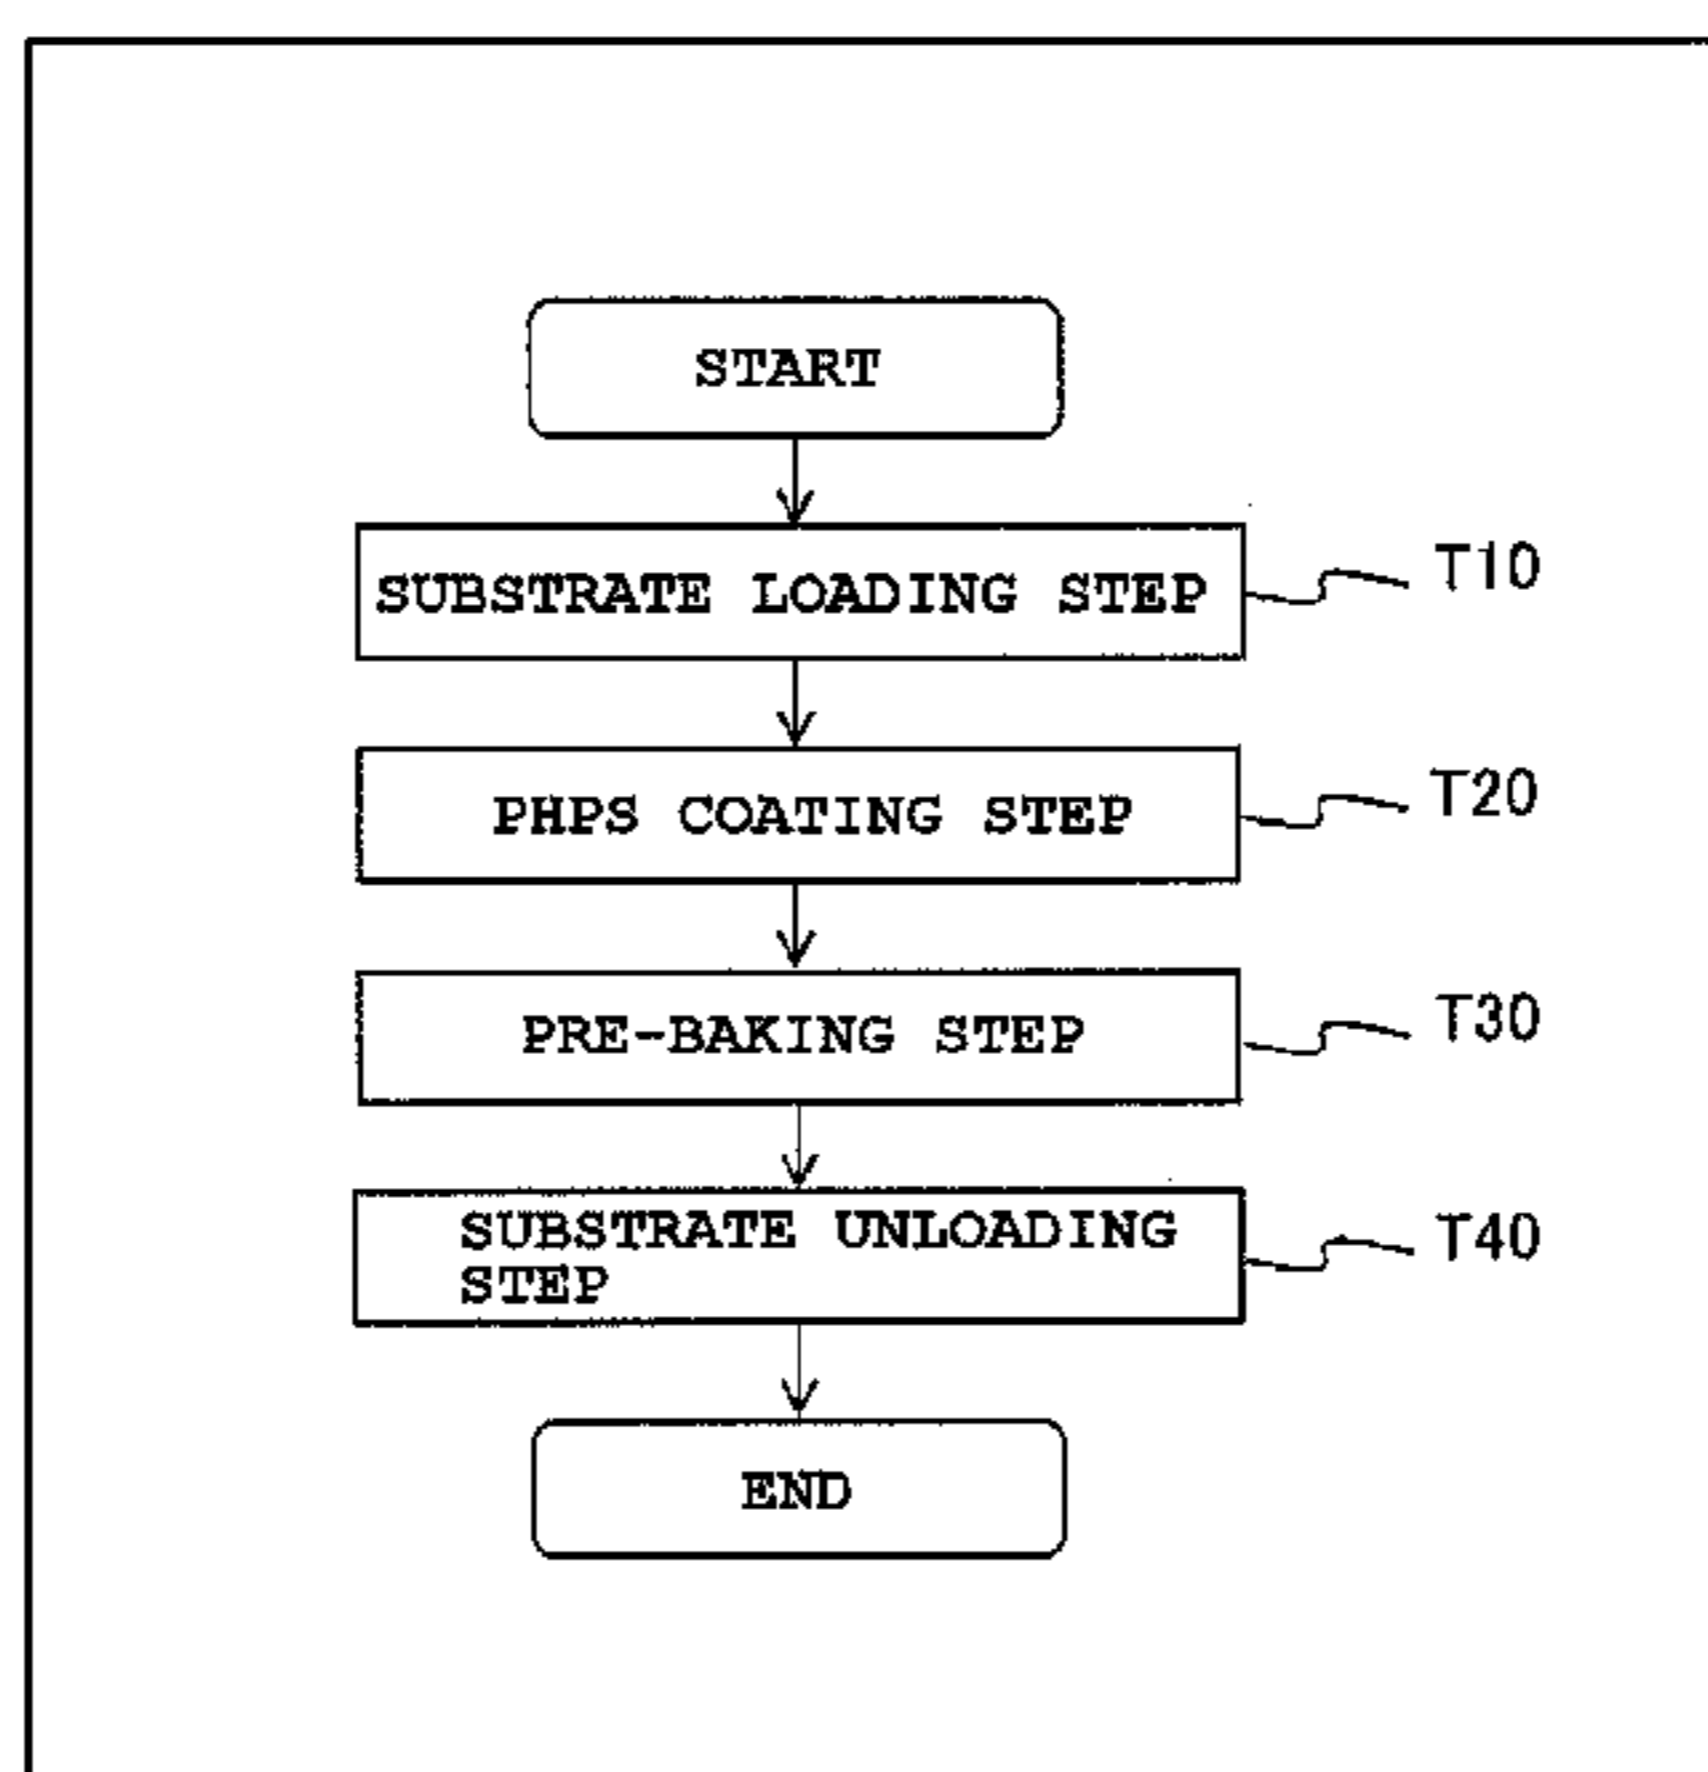 START
SUBSTRATE LOADING STEP
T10
PHPS COATING STEP
T20
PRE-BAKING STEP
T30
SUBSTRATE UNLOADING
STEP
T40
END